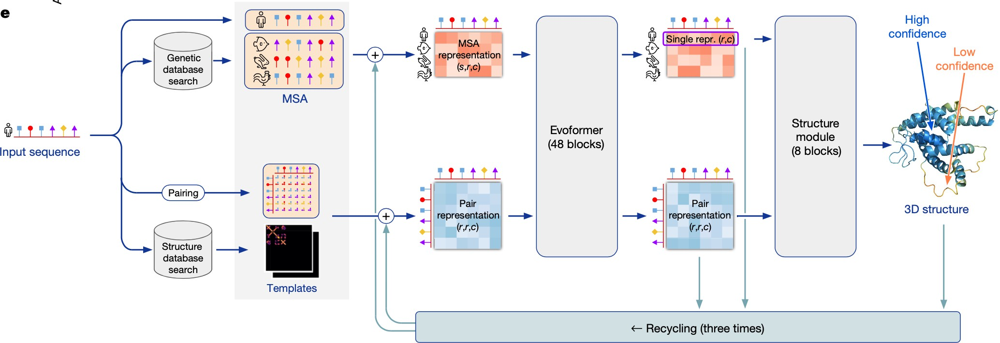 e
Input sequence
Genetic
database
search
Pairing
Structure
database
search
MSA
Templates
+
+
MSA
representation
(s,r,c)
Pair
representation
(r,r,c)
Evoformer
(48 blocks)
Single repr. (r,c)
Pair
representation
(r,r,c)
Structure
module
(8 blocks)
High
confidence
Low
confidence
3D structure
← Recycling (three times)